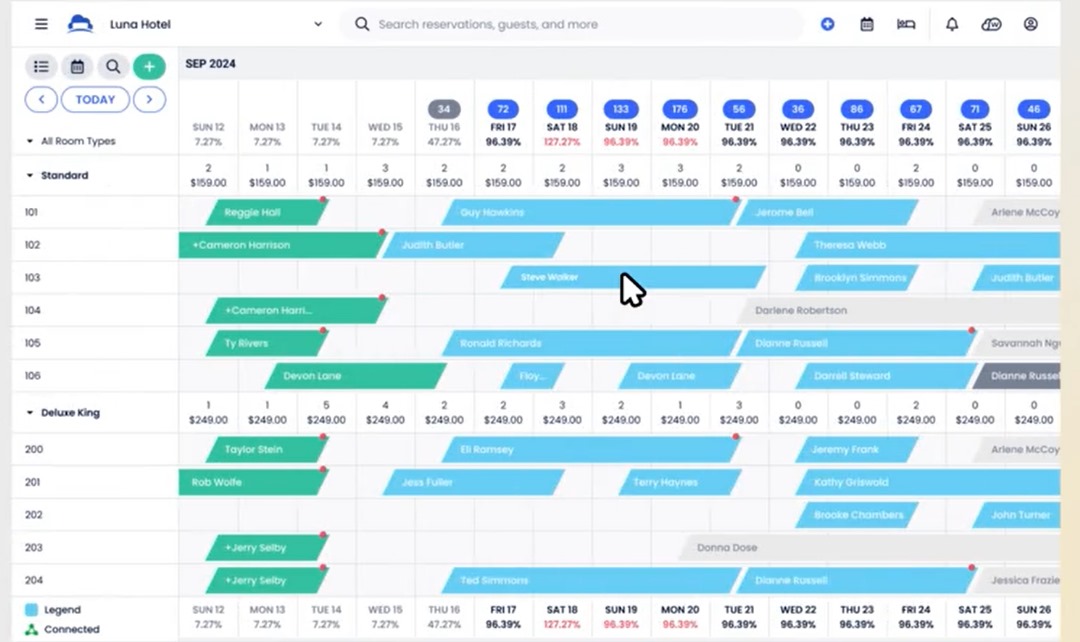 Luna Hotel
Search reservations, guests, and more
SEP 2024
TODAY
34 72 111 133 176 56 36 86 67 71 46
SUN 12 MON 13 TUE 14 WED 15 THU 16 FRI 17 SAT 18 SUN 19 MON 20 TUE 21 WED 22 THU 23 FRI 24 SAT 25 SUN 26
All Room Types 7.27% 7.27% 7.27% 7.27% 47.27% 96.39% 127.27% 96.39% 96.39% 96.39% 96.39% 96.39% 96.39% 96.39% 96.39%
Standard 2 1 1 3 2 2 2 3 3 2 0 0 2 0 0
$159.00 $159.00 $159.00 $159.00 $159.00 $159.00 $159.00 $159.00 $159.00 $159.00 $159.00 $159.00 $159.00 $159.00 $159.00
101 Reggie Hall Guy Hawkins Jerome Bell Arlene McCoy
102 +Cameron Harrison Judith Butler Theresa Webb
103 Steve Walker Brooklyn Simmons Judith Butler
104 +Cameron Harri... Darlene Robertson
105 Ty Rivers Ronald Richards Dianne Russell Savannah Ng
106 Devon Lane Floy... Devon Lane Darrell Steward Dianne Russel
Deluxe King 1 1 5 4 2 2 3 2 1 3 0 0 2 0 0
$249.00 $249.00 $249.00 $249.00 $249.00 $249.00 $249.00 $249.00 $249.00 $249.00 $249.00 $249.00 $249.00 $249.00 $249.00
200 Taylor Stein Eli Ramsey Jeremy Frank Arlene McCoy
201 Rob Wolfe Jess Fuller Terry Haynes Kathy Griswold
202 Brooke Chambers John Turner
203 +Jerry Selby Donna Dose
204 +Jerry Selby Ted Simmons Dianne Russell Jessica Frazie
Legend SUN 12 MON 13 TUE 14 WED 15 THU 16 FRI 17 SAT 18 SUN 19 MON 20 TUE 21 WED 22 THU 23 FRI 24 SAT 25 SUN 26
Connected 7.27% 7.27% 7.27% 7.27% 47.27% 96.39% 127.27% 96.39% 96.39% 96.39% 96.39% 96.39% 96.39% 96.39% 96.39%